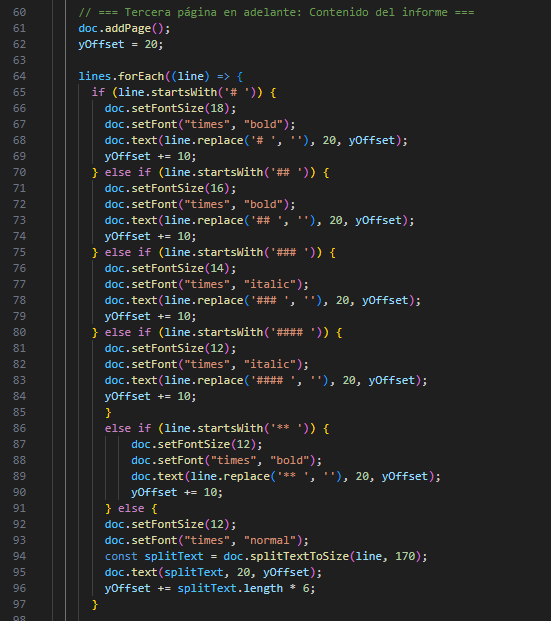 60 // === Tercera página en adelante: Contenido del informe ===
61 doc.addPage();
62 yOffset = 20;
63
64 lines.forEach((line) => {
65 if (line.startsWith('# ')) {
66 doc.setFontSize(18);
67 doc.setFont("times", "bold");
68 doc.text(line.replace('# ', ''), 20, yOffset);
69 yOffset += 10;
70 } else if (line.startsWith('## ')) {
71 doc.setFontSize(16);
72 doc.setFont("times", "bold");
73 doc.text(line.replace('## ', ''), 20, yOffset);
74 yOffset += 10;
75 } else if (line.startsWith('### ')) {
76 doc.setFontSize(14);
77 doc.setFont("times", "italic");
78 doc.text(line.replace('### ', ''), 20, yOffset);
79 yOffset += 10;
80 } else if (line.startsWith('#### ')) {
81 doc.setFontSize(12);
82 doc.setFont("times", "italic");
83 doc.text(line.replace('#### ', ''), 20, yOffset);
84 yOffset += 10;
85 }
86 else if (line.startsWith('** ')) {
87 doc.setFontSize(12);
88 doc.setFont("times", "bold");
89 doc.text(line.replace('** ', ''), 20, yOffset);
90 yOffset += 10;
91 } else {
92 doc.setFontSize(12);
93 doc.setFont("times", "normal");
94 const splitText = doc.splitTextToSize(line, 170);
95 doc.text(splitText, 20, yOffset);
96 yOffset += splitText.length * 6;
97 }
98